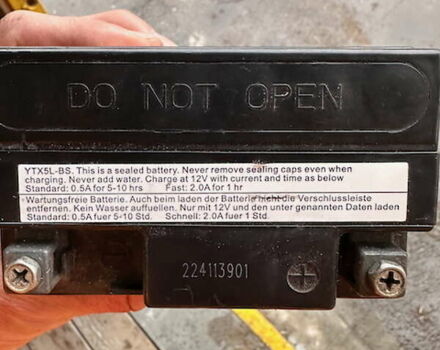 DO NOT OPEN
YTX5L-BS. This is a sealed battery. Never remove sealing caps even when
charging. Never add water. Charge at 12V with current and time as below
Standard: 0.5A for 5-10 hrs Fast: 2.0A for 1 hr
Wartungsfreie Batterie. Auch beim laden der Batterie nicht die Verschlussleiste
entfernen. Kein Wasser auffuellen. Nur mit 12V und den unter genannten Daten laden
Standard: 0.5A fuer 5-10 Std. Schnell: 2.0A fuer 1 Std.
224113901